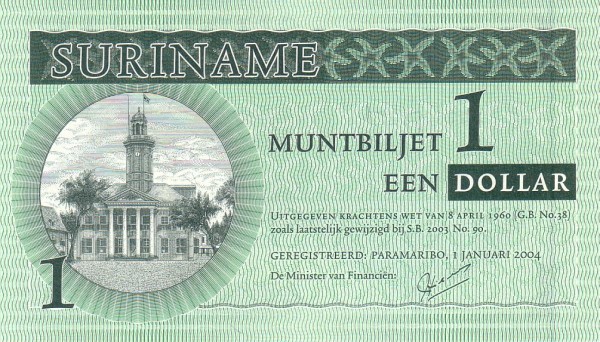 SURINAME
MUNTBILJET 1
EEN DOLLAR
UITGEGEVEN KRACHTENS WET VAN 8 APRIL 1960 [G.B. No.38]
zoals laatstelijk gewijzigd bij S.B. 2003 No. 90.
GEREGISTREERD: PARAMARIBO, 1 JANUARI 2004
De Minister van Financiën:
1